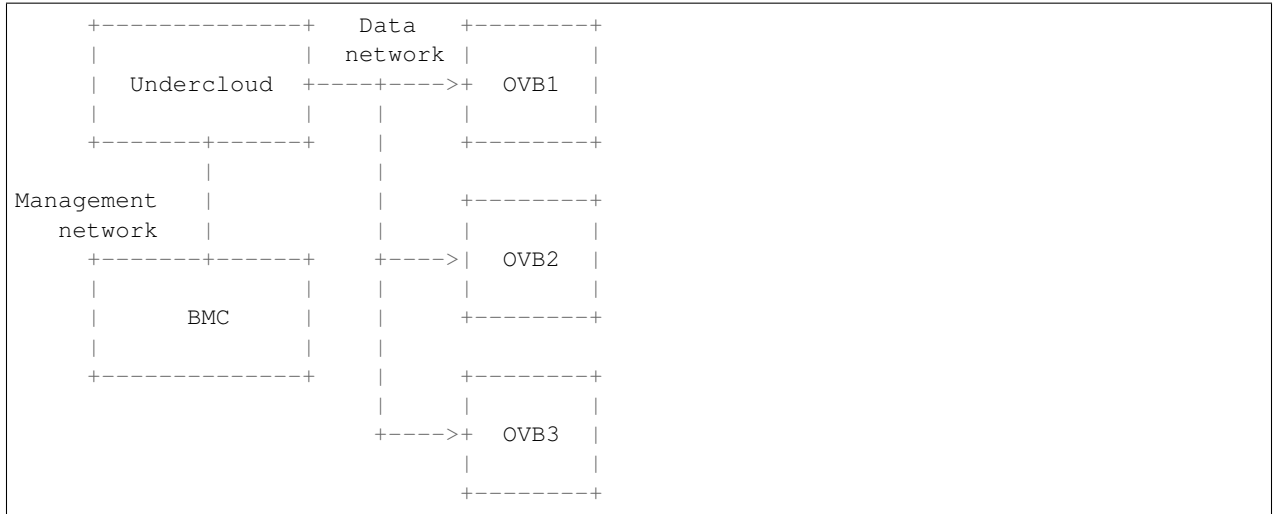 Data
network
Undercloud
OVB1
Management
network
OVB2
BMC
OVB3